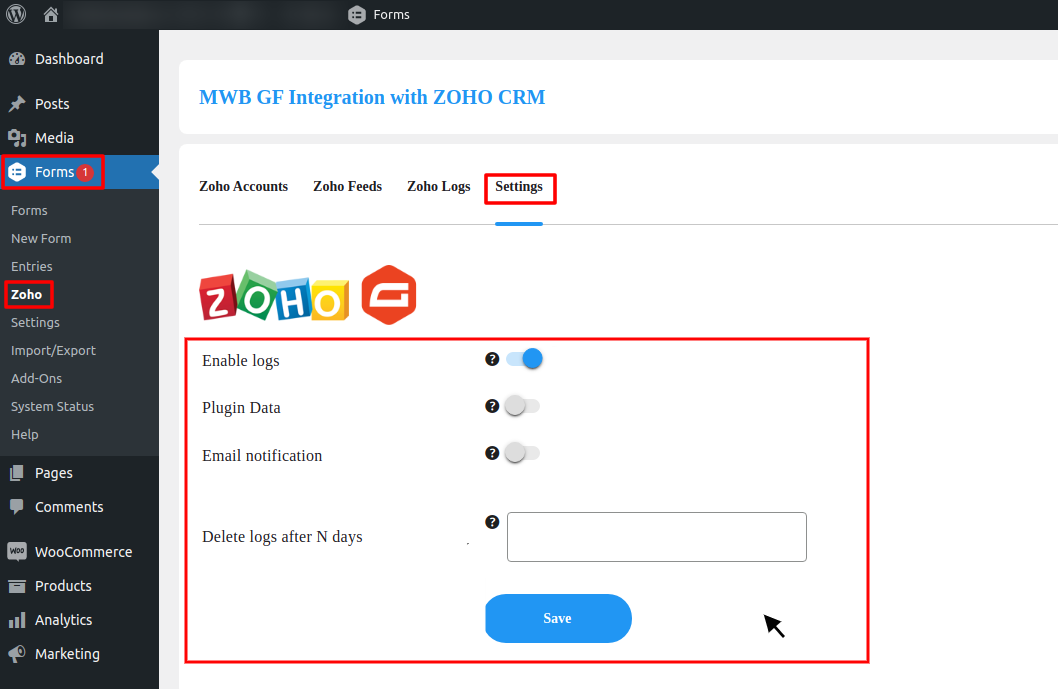 Forms
Dashboard
Posts
Media
Forms 1
Forms
New Form
Entries
Zoho
Settings
Import/Export
Add-Ons
System Status
Help
Pages
Comments
WOO WooCommerce
Products
Analytics
Marketing
MWB GF Integration with ZOHO CRM
Zoho Accounts Zoho Feeds Zoho Logs Settings
ZOHO G
Enable logs ?
Plugin Data ?
Email notification ?
Delete logs after N days . ?
Save